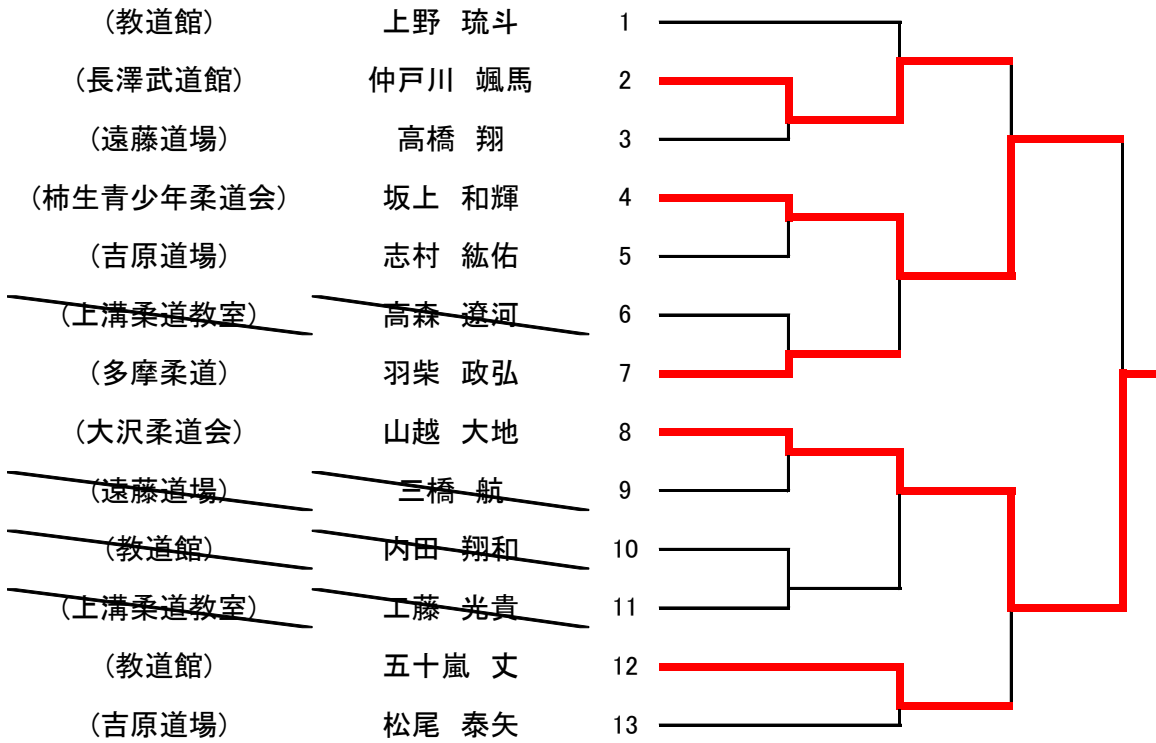 (教道館) 上野 琉斗 1
(長澤武道館) 仲戸川 颯馬 2
(遠藤道場) 高橋 翔 3
(柿生青少年柔道会) 坂上 和輝 4
(吉原道場) 志村 紘佑 5
(上溝柔道教室) 高森 遼河 6
(多摩柔道) 羽柴 政弘 7
(大沢柔道会) 山越 大地 8
(遠藤道場) 三橋 航 9
(教道館) 内田 翔和 10
(上溝柔道教室) 工藤 光貴 11
(教道館) 五十嵐 丈 12
(吉原道場) 松尾 泰矢 13